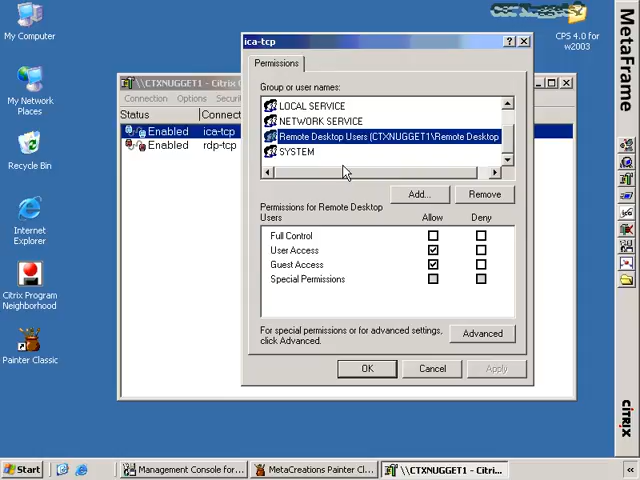 My Computer
My Network
Places
Recycle Bin
Internet
Explorer
Citrix Program
Neighborhood
Painter Classic
CPS 4.0 for
w2003
\\CTXNUGGET1 - Citrix
Connection Options Securi
Status Connec
Enabled ica-tcp
Enabled rdp-tcp
ica-tcp
Permissions
Group or user names:
LOCAL SERVICE
NETWORK SERVICE
Remote Desktop Users (CTXNUGGET1\Remote Desktop
SYSTEM
Add...
Remove
Permissions for Remote Desktop
Users
Allow Deny
Full Control
User Access
Guest Access
Special Permissions
For special permissions or for advanced settings,
click Advanced.
Advanced
OK
Cancel
Apply
MetaFrame
CITRIX
Start
Management Console for...
MetaCreations Painter Cl...
\\CTXNUGGET1 - Citri...